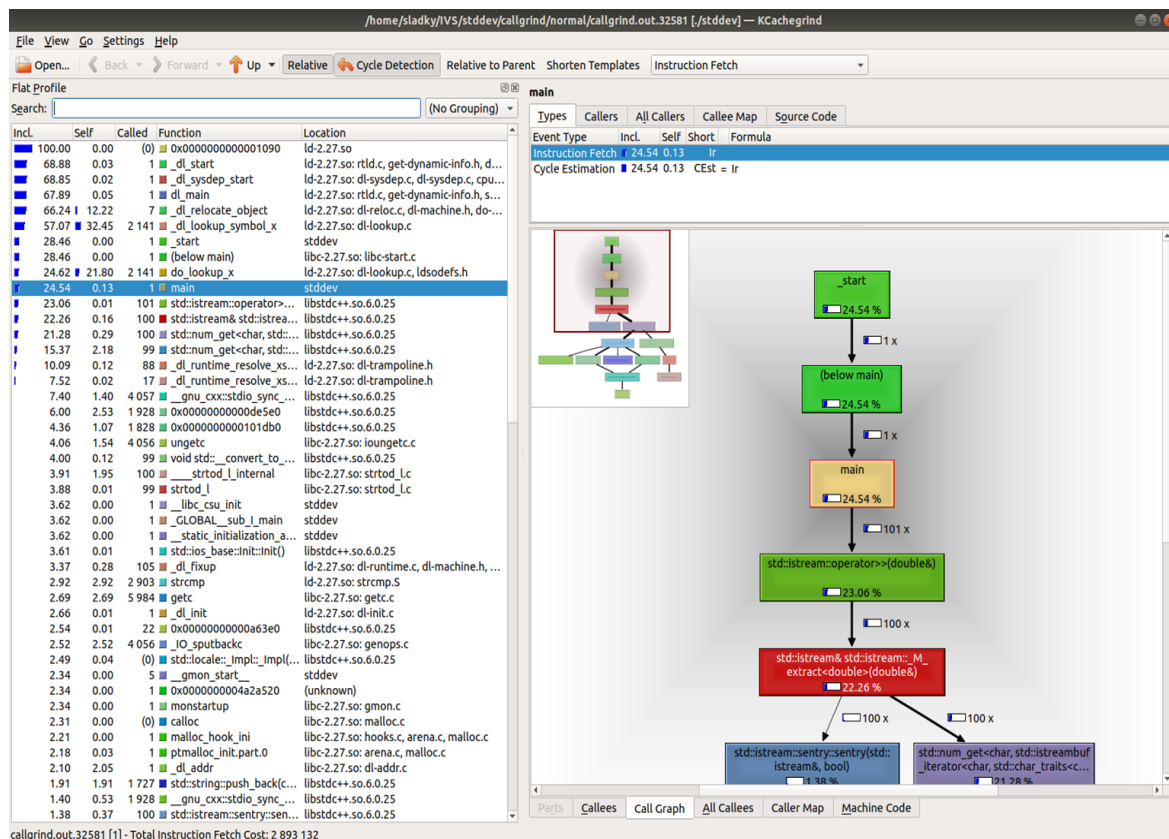 /home/sladky/IVS/stddev/callgrind/normal/callgrind.out.32581 [./stddev] — KCachegrind
File View Go Settings Help
Open... Back Forward Up Relative Cycle Detection Relative to Parent Shorten Templates Instruction Fetch
Flat Profile
Search: (No Grouping)
Incl. Self Called Function Location
100.00 0.00 (0) 0x0000000000001090 ld-2.27.so
68.88 0.03 1 _dl_start ld-2.27.so: rtld.c, get-dynamic-info.h, d...
68.85 0.02 1 _dl_sysdep_start ld-2.27.so: dl-sysdep.c, dl-sysdep.c, cpu...
67.89 0.05 1 dl_main ld-2.27.so: rtld.c, get-dynamic-info.h, s...
66.24 12.22 7 _dl_relocate_object ld-2.27.so: dl-reloc.c, dl-machine.h, do-...
57.07 32.45 2 141 _dl_lookup_symbol_x ld-2.27.so: dl-lookup.c
28.46 0.00 1 _start stddev
28.46 0.00 1 (below main) libc-2.27.so: libc-start.c
24.62 21.80 2 141 do_lookup_x ld-2.27.so: dl-lookup.c, ldsodefs.h
24.54 0.13 1 main stddev
23.06 0.01 101 std::istream::operator>... libstdc++.so.6.0.25
22.26 0.16 100 std::istream& std::istrea... libstdc++.so.6.0.25
21.28 0.29 100 std::num_get<char, std::... libstdc++.so.6.0.25
15.37 2.18 99 std::num_get<char, std::... libstdc++.so.6.0.25
10.09 0.12 88 _dl_runtime_resolve_xs... ld-2.27.so: dl-trampoline.h
7.52 0.02 17 _dl_runtime_resolve_xs... ld-2.27.so: dl-trampoline.h
7.40 1.40 4 057 __gnu_cxx::stdio_sync_... libstdc++.so.6.0.25
6.00 2.53 1 928 0x00000000000de5e0 libstdc++.so.6.0.25
4.36 1.07 1 828 0x0000000000101db0 libstdc++.so.6.0.25
4.06 1.54 4 056 ungetc libc-2.27.so: ioungetc.c
4.00 0.12 99 void std::__convert_to_... libstdc++.so.6.0.25
3.91 1.95 100 ____strtod_l_internal libc-2.27.so: strtod_l.c
3.88 0.01 99 strtod_l libc-2.27.so: strtod_l.c
3.62 0.00 1 __libc_csu_init stddev
3.62 0.00 1 _GLOBAL__sub_I_main stddev
3.62 0.00 1 __static_initialization_a... stddev
3.61 0.01 1 std::ios_base::Init::Init() libstdc++.so.6.0.25
3.37 0.28 105 _dl_fixup ld-2.27.so: dl-runtime.c, dl-machine.h, ...
2.92 2.92 2 903 strcmp ld-2.27.so: strcmp.S
2.69 2.69 5 984 getc libc-2.27.so: getc.c
2.66 0.01 1 _dl_init ld-2.27.so: dl-init.c
2.54 0.01 22 0x00000000000a63e0 libstdc++.so.6.0.25
2.52 2.52 4 056 _IO_sputbackc libc-2.27.so: genops.c
2.49 0.04 (0) std::locale::_Impl::_Impl(... libstdc++.so.6.0.25
2.34 0.00 5 __gmon_start__ stddev
2.34 0.00 1 0x0000000004a2a520 (unknown)
2.34 0.00 1 monstartup libc-2.27.so: gmon.c
2.31 0.00 (0) calloc libc-2.27.so: malloc.c
2.21 0.00 1 malloc_hook_ini libc-2.27.so: hooks.c, arena.c, malloc.c
2.18 0.03 1 ptmalloc_init.part.0 libc-2.27.so: arena.c, malloc.c
2.10 2.05 1 _dl_addr libc-2.27.so: dl-addr.c
1.91 1.91 1 727 std::string::push_back(c... libstdc++.so.6.0.25
1.40 0.53 1 928 __gnu_cxx::stdio_sync_... libstdc++.so.6.0.25
1.38 0.37 100 std::istream::sentry::sen... libstdc++.so.6.0.25
callgrind.out.32581 [1] - Total Instruction Fetch Cost: 2 893 132
main
Types Callers All Callers Callee Map Source Code
Event Type Incl. Self Short Formula
Instruction Fetch 24.54 0.13 Ir
Cycle Estimation 24.54 0.13 CEst = Ir
_start
24.54 %
1 x
(below main)
24.54 %
1 x
main
24.54 %
101 x
std::istream::operator>>(double&)
23.06 %
100 x
std::istream& std::istream::_M_
extract<double>(double&)
22.26 %
100 x 100 x
std::istream::sentry::sentry(std::
istream&, bool)
1.38 %
std::num_get<char, std::istreambuf
_iterator<char, std::char_traits<c...
21.28 %
Parts Callees Call Graph All Callees Caller Map Machine Code